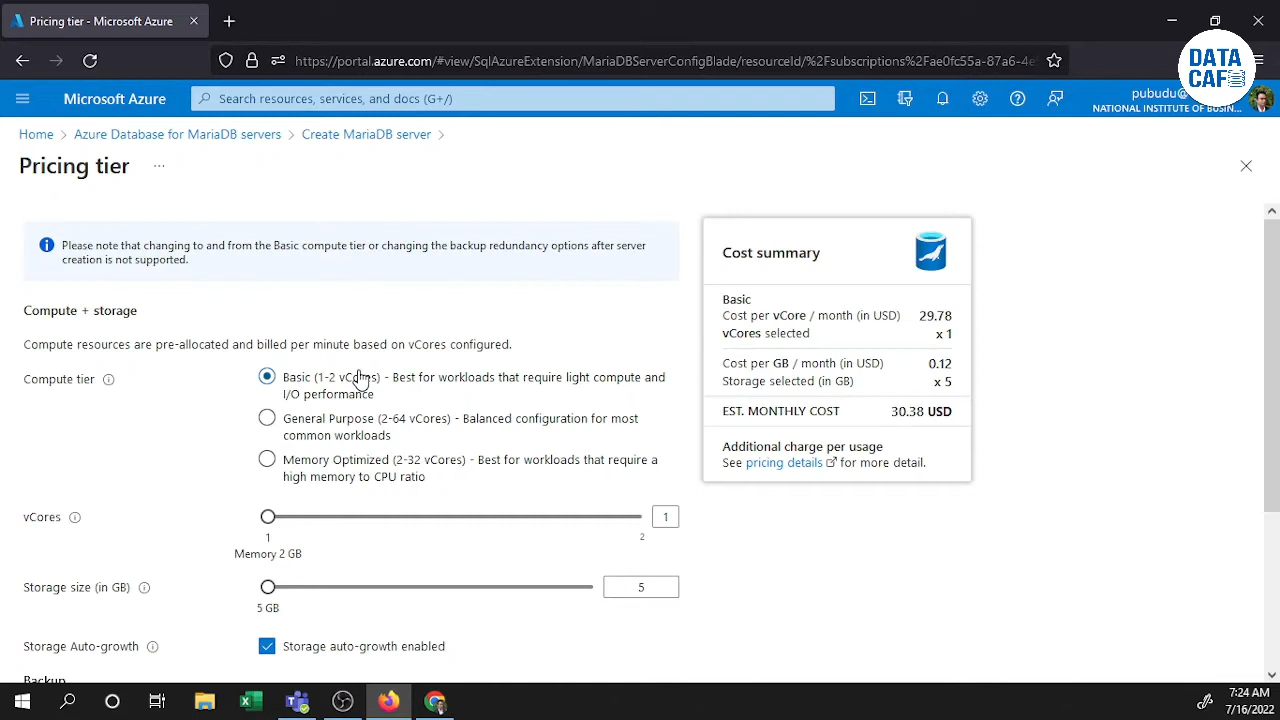 Pricing tier - Microsoft Azure
https://portal.azure.com/#view/SqlAzureExtension/MariaDBServerConfigBlade/resourceId/%2Fsubscriptions%2Fae0fc55a-87a6-4e5
DATA
CAF
Microsoft Azure
Search resources, services, and docs (G+/)
pubudu@
NATIONAL INSTITUTE OF BUSIN...
Home > Azure Database for MariaDB servers > Create MariaDB server >
Pricing tier ...
Please note that changing to and from the Basic compute tier or changing the backup redundancy options after server
creation is not supported.
Compute + storage
Compute resources are pre-allocated and billed per minute based on vCores configured.
Compute tier
Basic (1-2 vCores) - Best for workloads that require light compute and
I/O performance
General Purpose (2-64 vCores) - Balanced configuration for most
common workloads
Memory Optimized (2-32 vCores) - Best for workloads that require a
high memory to CPU ratio
vCores
1
1
2
Memory 2 GB
Storage size (in GB)
5
5 GB
Storage Auto-growth
Storage auto-growth enabled
Backup
Cost summary
Basic
Cost per vCore / month (in USD) 29.78
vCores selected x 1
Cost per GB / month (in USD) 0.12
Storage selected (in GB) x 5
EST. MONTHLY COST 30.38 USD
Additional charge per usage
See pricing details for more detail.
7:24 AM
7/16/2022